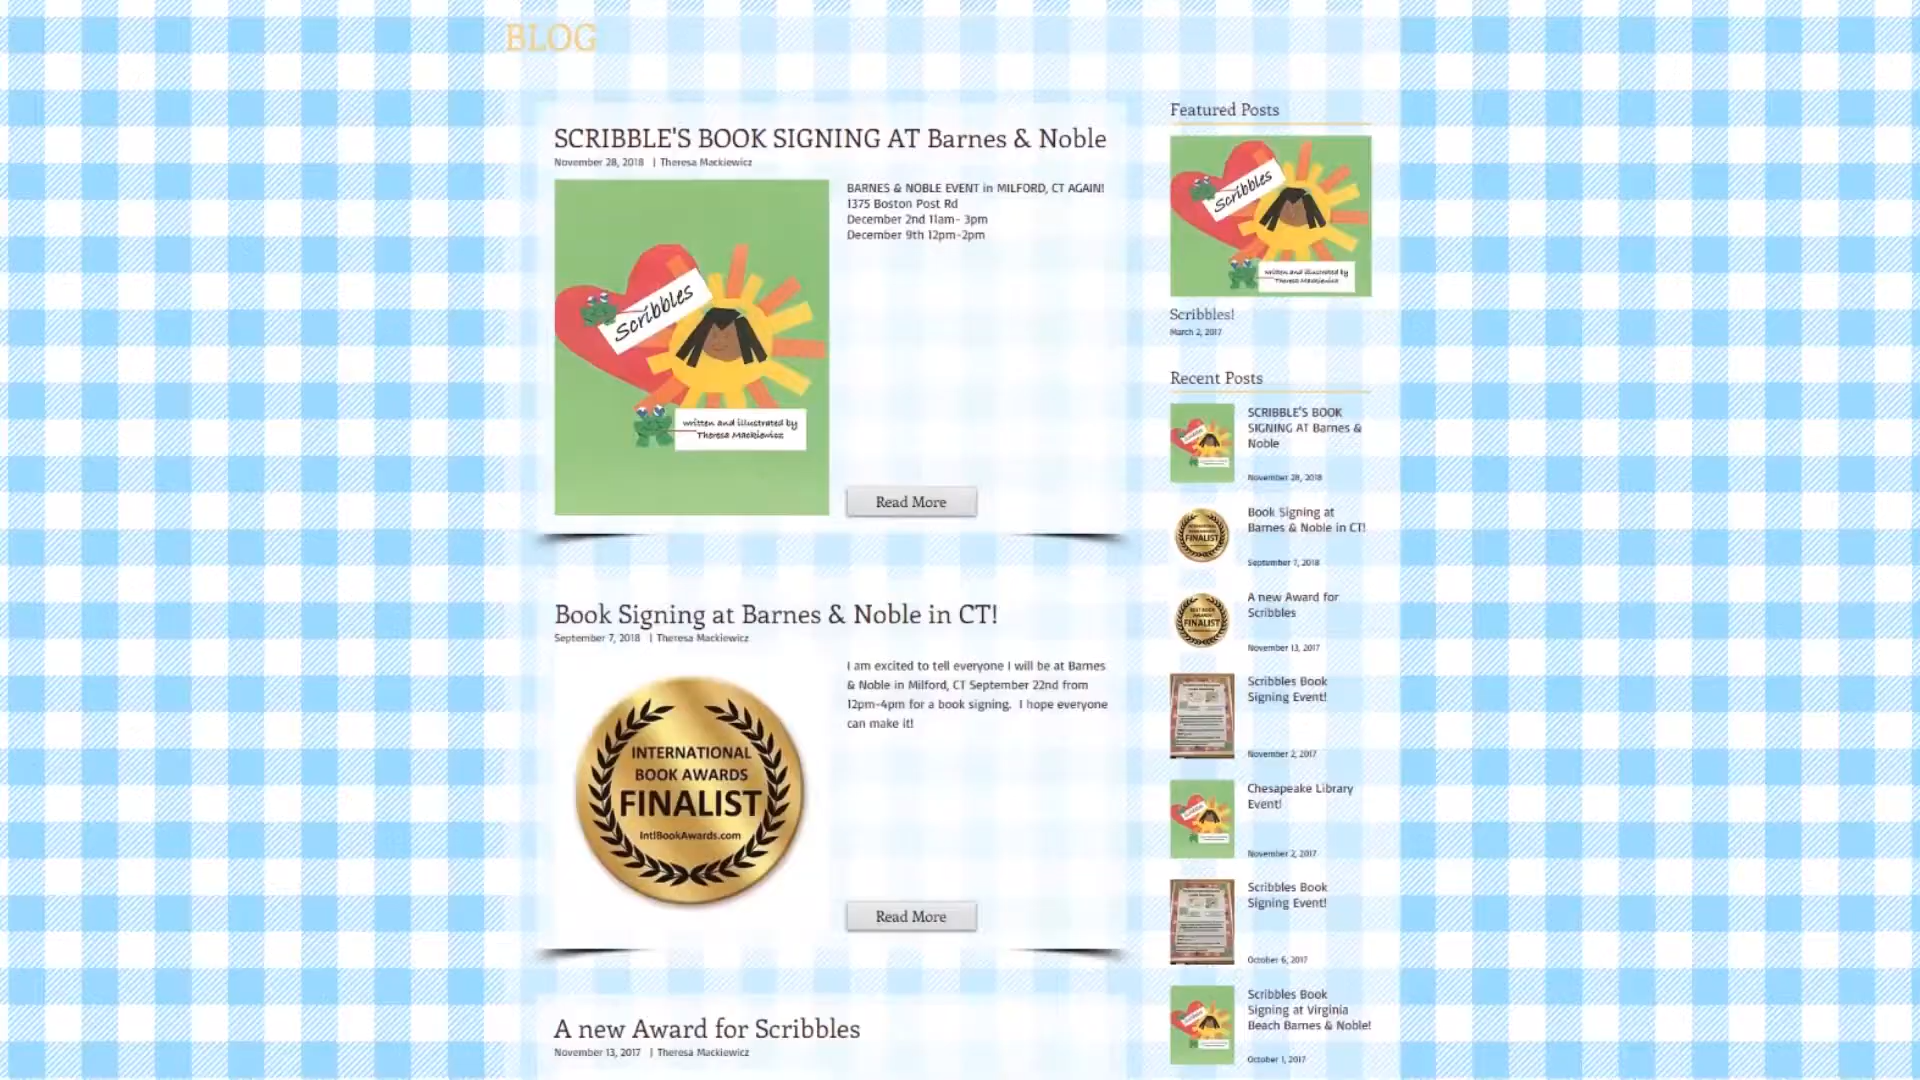 BLOG
SCRIBBLE'S BOOK SIGNING AT Barnes & Noble
November 28, 2018 | Theresa Mackiewicz
BARNES & NOBLE EVENT in MILFORD, CT AGAIN!
1375 Boston Post Rd
December 2nd 11am- 3pm
December 9th 12pm-2pm
Scribbles
written and illustrated by
Theresa Mackiewicz
Read More
Book Signing at Barnes & Noble in CT!
September 7, 2018 | Theresa Mackiewicz
I am excited to tell everyone I will be at Barnes
& Noble in Milford, CT September 22nd from
12pm-4pm for a book signing. I hope everyone
can make it!
INTERNATIONAL
BOOK AWARDS
FINALIST
IntlBookAwards.com
Read More
A new Award for Scribbles
November 13, 2017 | Theresa Mackiewicz
Featured Posts
Scribbles
written and illustrated by
Theresa Mackiewicz
Scribbles!
March 2, 2017
Recent Posts
SCRIBBLE'S BOOK
SIGNING AT Barnes &
Noble
November 28, 2018
Book Signing at
Barnes & Noble in CT!
FINALIST
September 7, 2018
A new Award for
Scribbles
FINALIST
November 13, 2017
Scribbles Book
Signing Event!
November 2, 2017
Chesapeake Library
Event!
November 2, 2017
Scribbles Book
Signing Event!
October 6, 2017
Scribbles Book
Signing at Virginia
Beach Barnes & Noble!
October 1, 2017